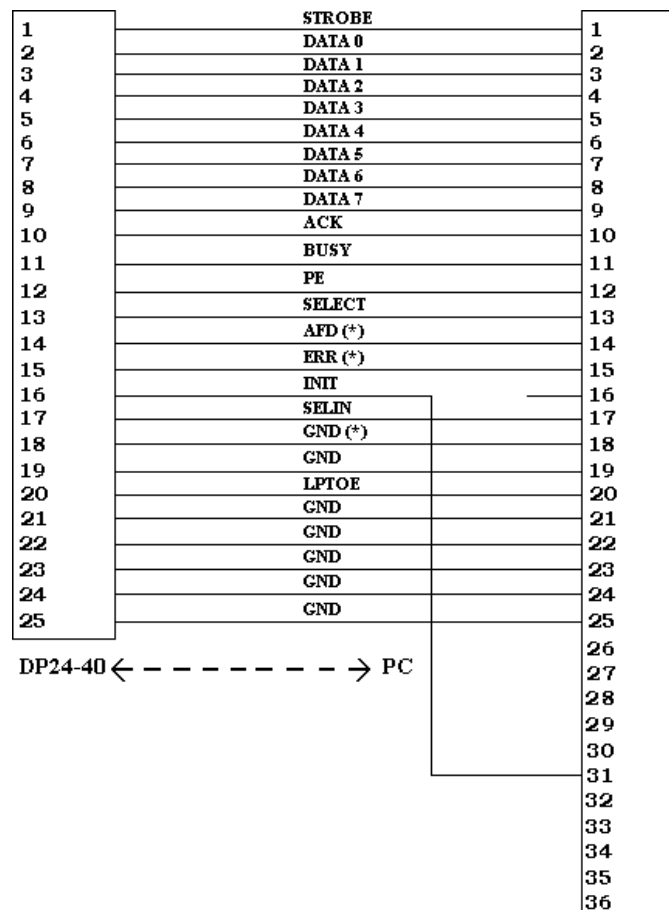 STROBE
1 1
DATA 0
2 2
DATA 1
3 3
DATA 2
4 4
DATA 3
5 5
DATA 4
6 6
DATA 5
7 7
DATA 6
8 8
DATA 7
9 9
ACK
10 10
BUSY
11 11
PE
12 12
SELECT
13 13
AFD (*)
14 14
ERR (*)
15 15
INIT
16 16
SELIN
17 17
GND (*)
18 18
GND
19 19
LPTOE
20 20
GND
21 21
GND
22 22
GND
23 23
GND
24 24
GND
25 25
26
DP24-40 PC
27
28
29
30
31
32
33
34
35
36